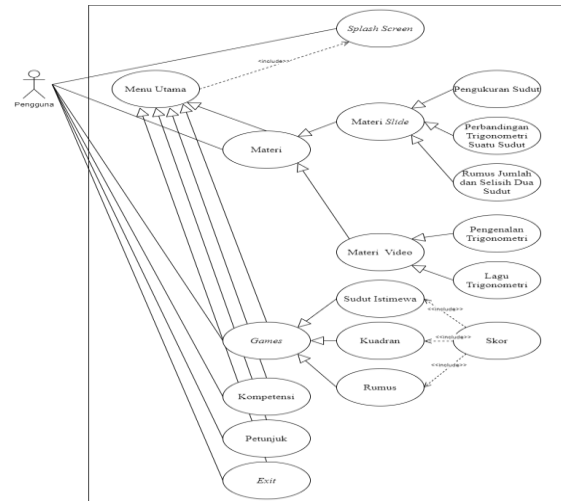 Splash Screen
<<include>>
Pengguna
Menu Utama
Pengukuran Sudut
Materi Slide
Perbandingan
Trigonometri
Suatu Sudut
Materi
Rumus Jumlah
dan Selisih Dua
Sudut
Pengenalan
Trigonometri
Materi Video
Lagu
Trigonometri
Sudut Istimewa
<<include>>
Games
Kuadran
<<include>>
Skor
<<include>>
Rumus
Kompetensi
Petunjuk
Exit